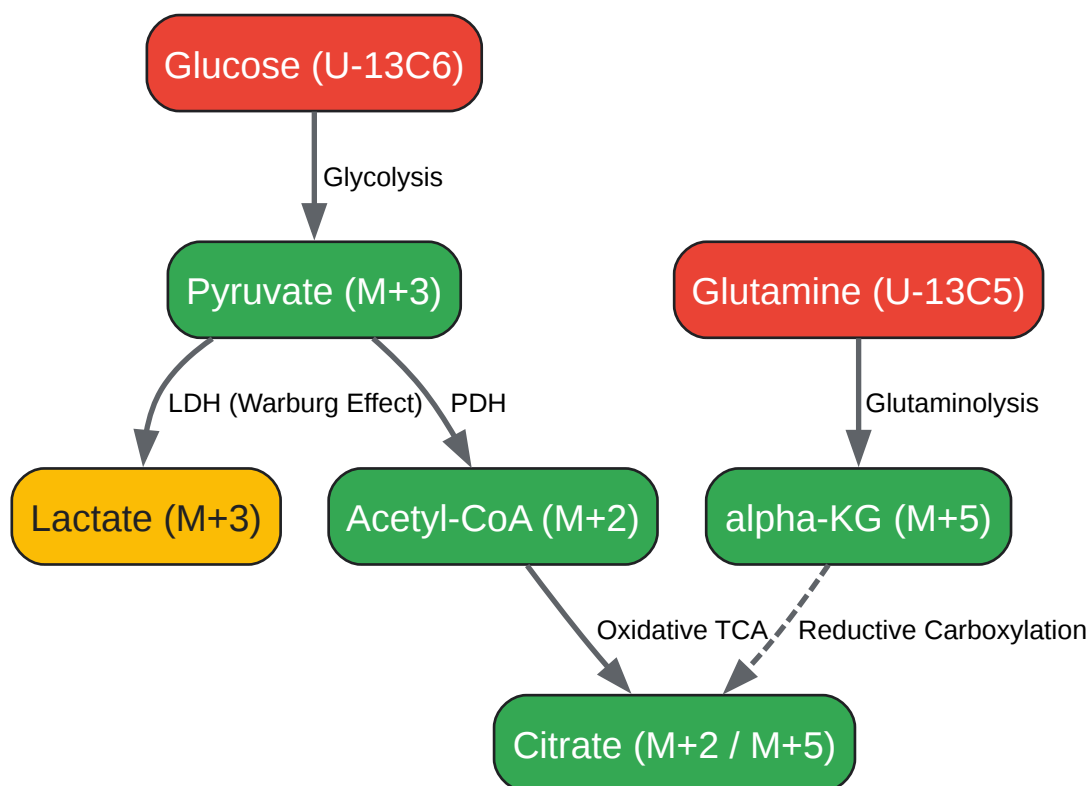 Glucose (U-13C6)
Glycolysis
Pyruvate (M+3)
Glutamine (U-13C5)
LDH (Warburg Effect)
PDH
Glutaminolysis
Lactate (M+3)
Acetyl-CoA (M+2)
alpha-KG (M+5)
Oxidative TCA
Reductive Carboxylation
Citrate (M+2 / M+5)